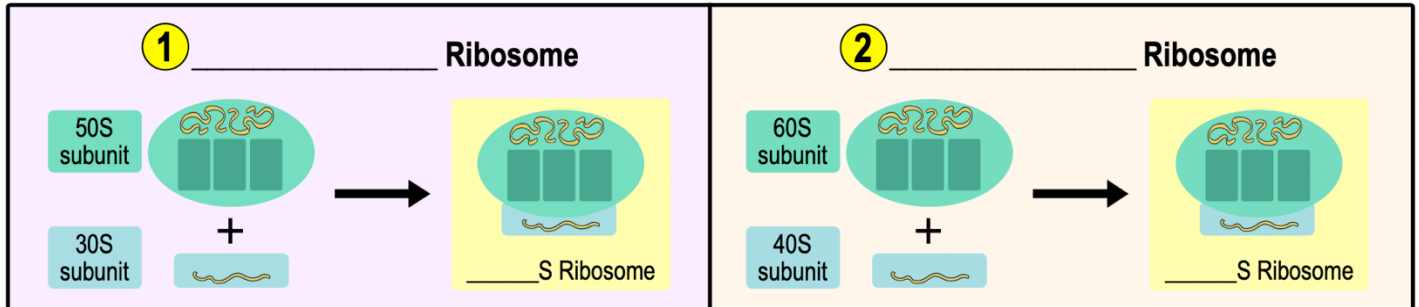 1 ________________ Ribosome
50S
subunit
+
30S
subunit
______S Ribosome
2 ________________ Ribosome
60S
subunit
+
40S
subunit
______S Ribosome